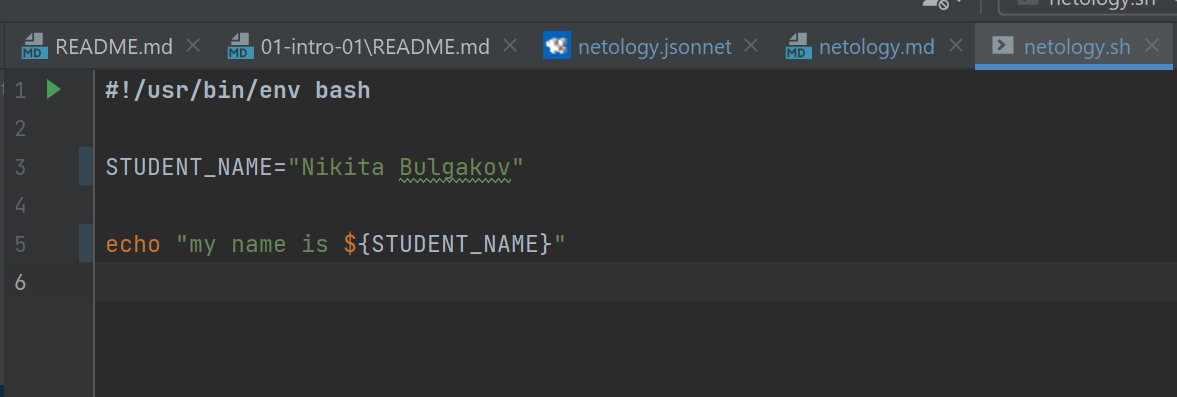 netology.sh
README.md 01-intro-01\README.md netology.jsonnet netology.md netology.sh
1 #!/usr/bin/env bash
2
3 STUDENT_NAME="Nikita Bulgakov"
4
5 echo "my name is ${STUDENT_NAME}"
6